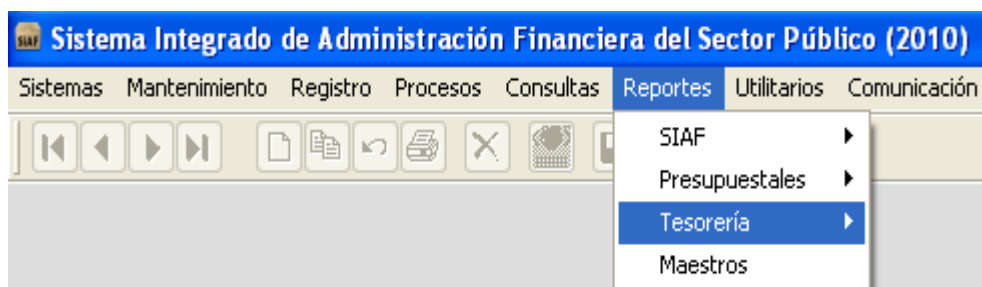 SIAF Sistema Integrado de Administración Financiera del Sector Público (2010)
Sistemas Mantenimiento Registro Procesos Consultas Reportes Utilitarios Comunicación
SIAF
Presupuestales
Tesorería
Maestros